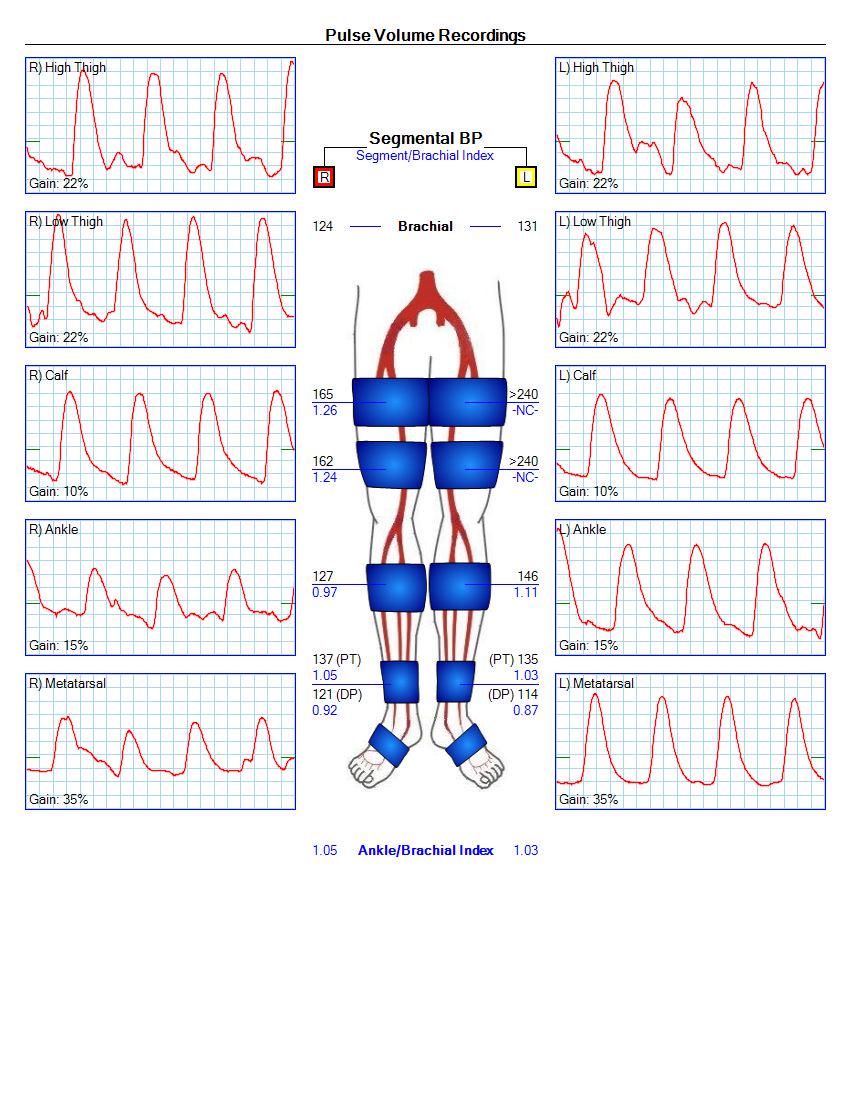 Pulse Volume Recordings
R) High Thigh
Gain: 22%
L) High Thigh
Gain: 22%
Segmental BP
Segment/Brachial Index
R
L
124 Brachial 131
R) Low Thigh
Gain: 22%
L) Low Thigh
Gain: 22%
R) Calf
Gain: 10%
L) Calf
Gain: 10%
165 >240
1.26 -NC-
162 >240
1.24 -NC-
R) Ankle
Gain: 15%
L) Ankle
Gain: 15%
127 146
0.97 1.11
137 (PT) (PT) 135
1.05 1.03
121 (DP) (DP) 114
0.92 0.87
R) Metatarsal
Gain: 35%
L) Metatarsal
Gain: 35%
1.05 Ankle/Brachial Index 1.03